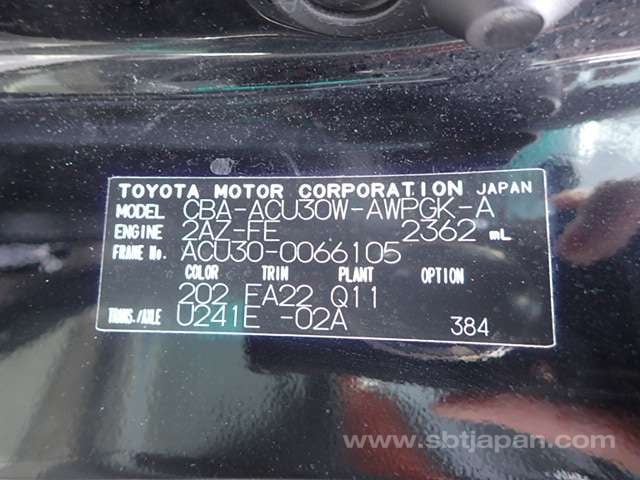 TOYOTA MOTOR CORPORATION JAPAN
MODEL CBA-ACU30W-AWPGK-A
ENGINE 2AZ-FE 2362 mL
FRAME No. ACU30-0066105
COLOR TRIM PLANT OPTION
202 EA22 Q11
TRANS./AXLE U241E -02A 384
www.sbtjapan.com